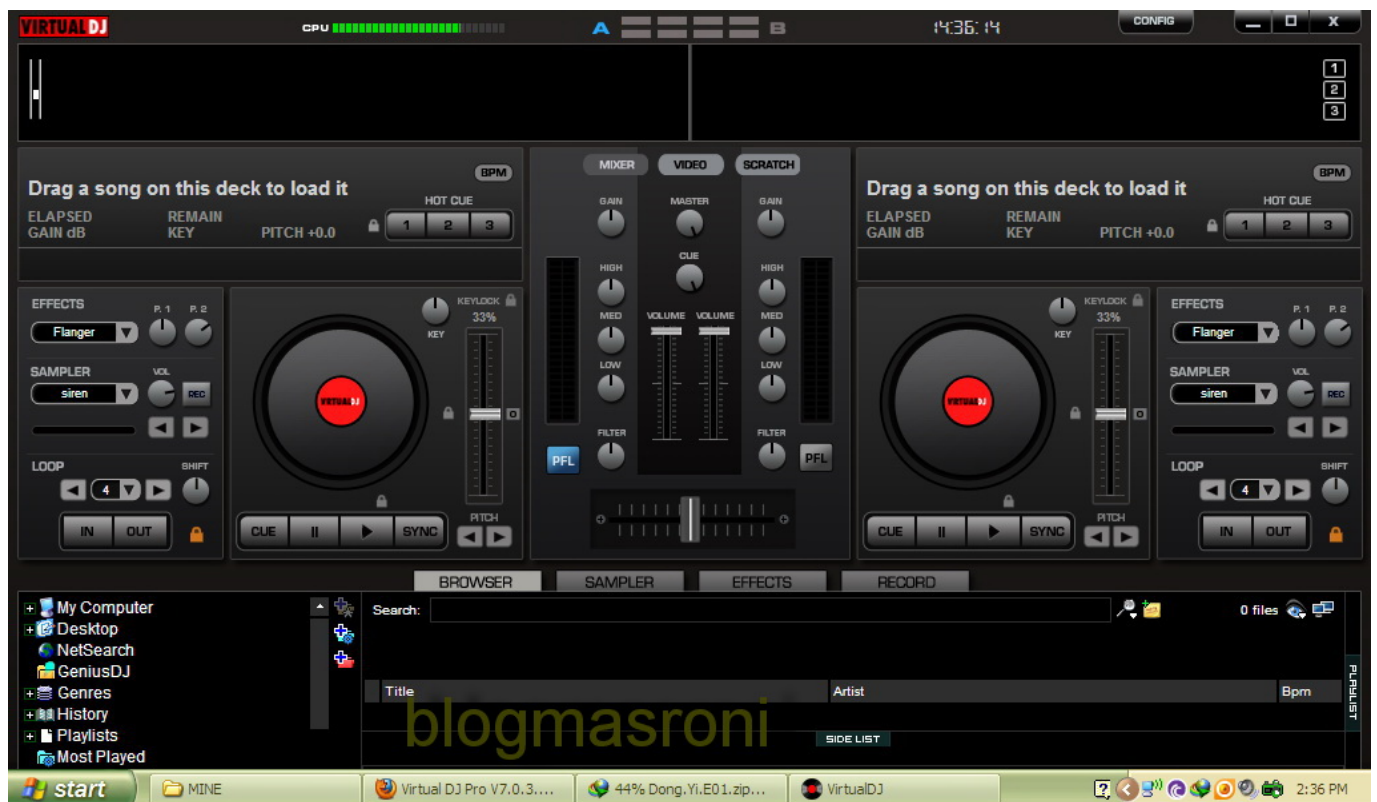 VIRTUAL DJ
CPU
A B
14:36:14
CONFIG
X
1
2
3
MIXER VIDEO SCRATCH
BPM
Drag a song on this deck to load it
HOT CUE
ELAPSED REMAIN
GAIN dB KEY PITCH +0.0
1 2 3
GAIN MASTER GAIN
CUE
HIGH HIGH
MED VOLUME VOLUME MED
LOW LOW
FILTER FILTER
PFL PFL
BPM
Drag a song on this deck to load it
HOT CUE
ELAPSED REMAIN
GAIN dB KEY PITCH +0.0
1 2 3
EFFECTS P. 1 P. 2
Flanger
SAMPLER VOL
siren REC
LOOP SHIFT
4
IN OUT
KEYLOCK
33%
KEY
VIRTUAL DJ
CUE SYNC
PITCH
KEYLOCK
33%
KEY
VIRTUAL DJ
CUE SYNC
PITCH
EFFECTS P. 1 P. 2
Flanger
SAMPLER VOL
siren REC
LOOP SHIFT
4
IN OUT
BROWSER SAMPLER EFFECTS RECORD
My Computer
Desktop
NetSearch
GeniusDJ
Genres
History
Playlists
Most Played
Search:
0 files
Title Artist Bpm
PLAYLIST
blogmasroni
SIDE LIST
start MINE Virtual DJ Pro V7.0.3.... 44% Dong.Yi.E01.zip... VirtualDJ 2:36 PM